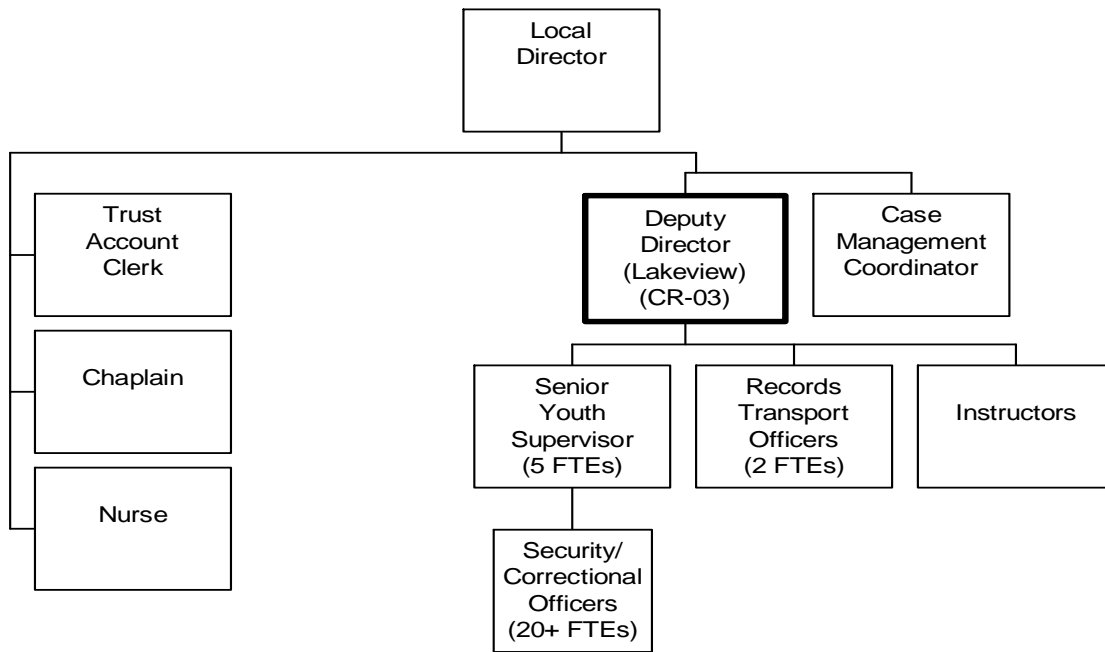 Local
Director
Trust
Account
Clerk
Deputy
Director
(Lakeview)
(CR-03)
Case
Management
Coordinator
Chaplain
Senior
Youth
Supervisor
(5 FTEs)
Records
Transport
Officers
(2 FTEs)
Instructors
Nurse
Security/
Correctional
Officers
(20+ FTEs)